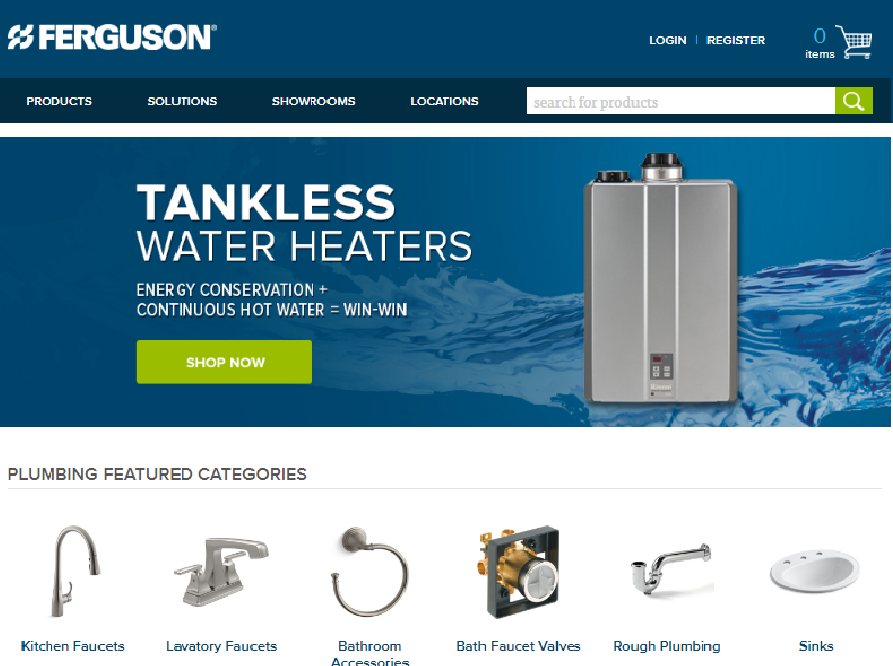 FERGUSON®
LOGIN | REGISTER
0
items
PRODUCTS SOLUTIONS SHOWROOMS LOCATIONS search for products
TANKLESS
WATER HEATERS
ENERGY CONSERVATION +
CONTINUOUS HOT WATER = WIN-WIN
SHOP NOW
Rinnai
PLUMBING FEATURED CATEGORIES
Kitchen Faucets Lavatory Faucets Bathroom Accessories Bath Faucet Valves Rough Plumbing Sinks